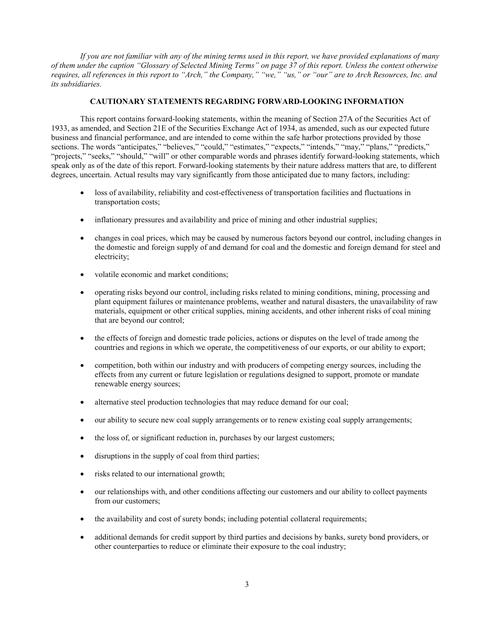 If you are not familiar with any of the mining terms used in this report, we have provided explanations of many
of them under the caption “Glossary of Selected Mining Terms” on page 37 of this report. Unless the context otherwise
requires, all references in this report to “Arch,” the Company,” “we,” “us,” or “our” are to Arch Resources, Inc. and
its subsidiaries.
CAUTIONARY STATEMENTS REGARDING FORWARD-LOOKING INFORMATION
This report contains forward-looking statements, within the meaning of Section 27A of the Securities Act of
1933, as amended, and Section 21E of the Securities Exchange Act of 1934, as amended, such as our expected future
business and financial performance, and are intended to come within the safe harbor protections provided by those
sections. The words “anticipates,” “believes,” “could,” “estimates,” “expects,” “intends,” “may,” “plans,” “predicts,”
“projects,” “seeks,” “should,” “will” or other comparable words and phrases identify forward-looking statements, which
speak only as of the date of this report. Forward-looking statements by their nature address matters that are, to different
degrees, uncertain. Actual results may vary significantly from those anticipated due to many factors, including:
• loss of availability, reliability and cost-effectiveness of transportation facilities and fluctuations in
transportation costs;
• inflationary pressures and availability and price of mining and other industrial supplies;
• changes in coal prices, which may be caused by numerous factors beyond our control, including changes in
the domestic and foreign supply of and demand for coal and the domestic and foreign demand for steel and
electricity;
• volatile economic and market conditions;
• operating risks beyond our control, including risks related to mining conditions, mining, processing and
plant equipment failures or maintenance problems, weather and natural disasters, the unavailability of raw
materials, equipment or other critical supplies, mining accidents, and other inherent risks of coal mining
that are beyond our control;
• the effects of foreign and domestic trade policies, actions or disputes on the level of trade among the
countries and regions in which we operate, the competitiveness of our exports, or our ability to export;
• competition, both within our industry and with producers of competing energy sources, including the
effects from any current or future legislation or regulations designed to support, promote or mandate
renewable energy sources;
• alternative steel production technologies that may reduce demand for our coal;
• our ability to secure new coal supply arrangements or to renew existing coal supply arrangements;
• the loss of, or significant reduction in, purchases by our largest customers;
• disruptions in the supply of coal from third parties;
• risks related to our international growth;
• our relationships with, and other conditions affecting our customers and our ability to collect payments
from our customers;
• the availability and cost of surety bonds; including potential collateral requirements;
• additional demands for credit support by third parties and decisions by banks, surety bond providers, or
other counterparties to reduce or eliminate their exposure to the coal industry;
3